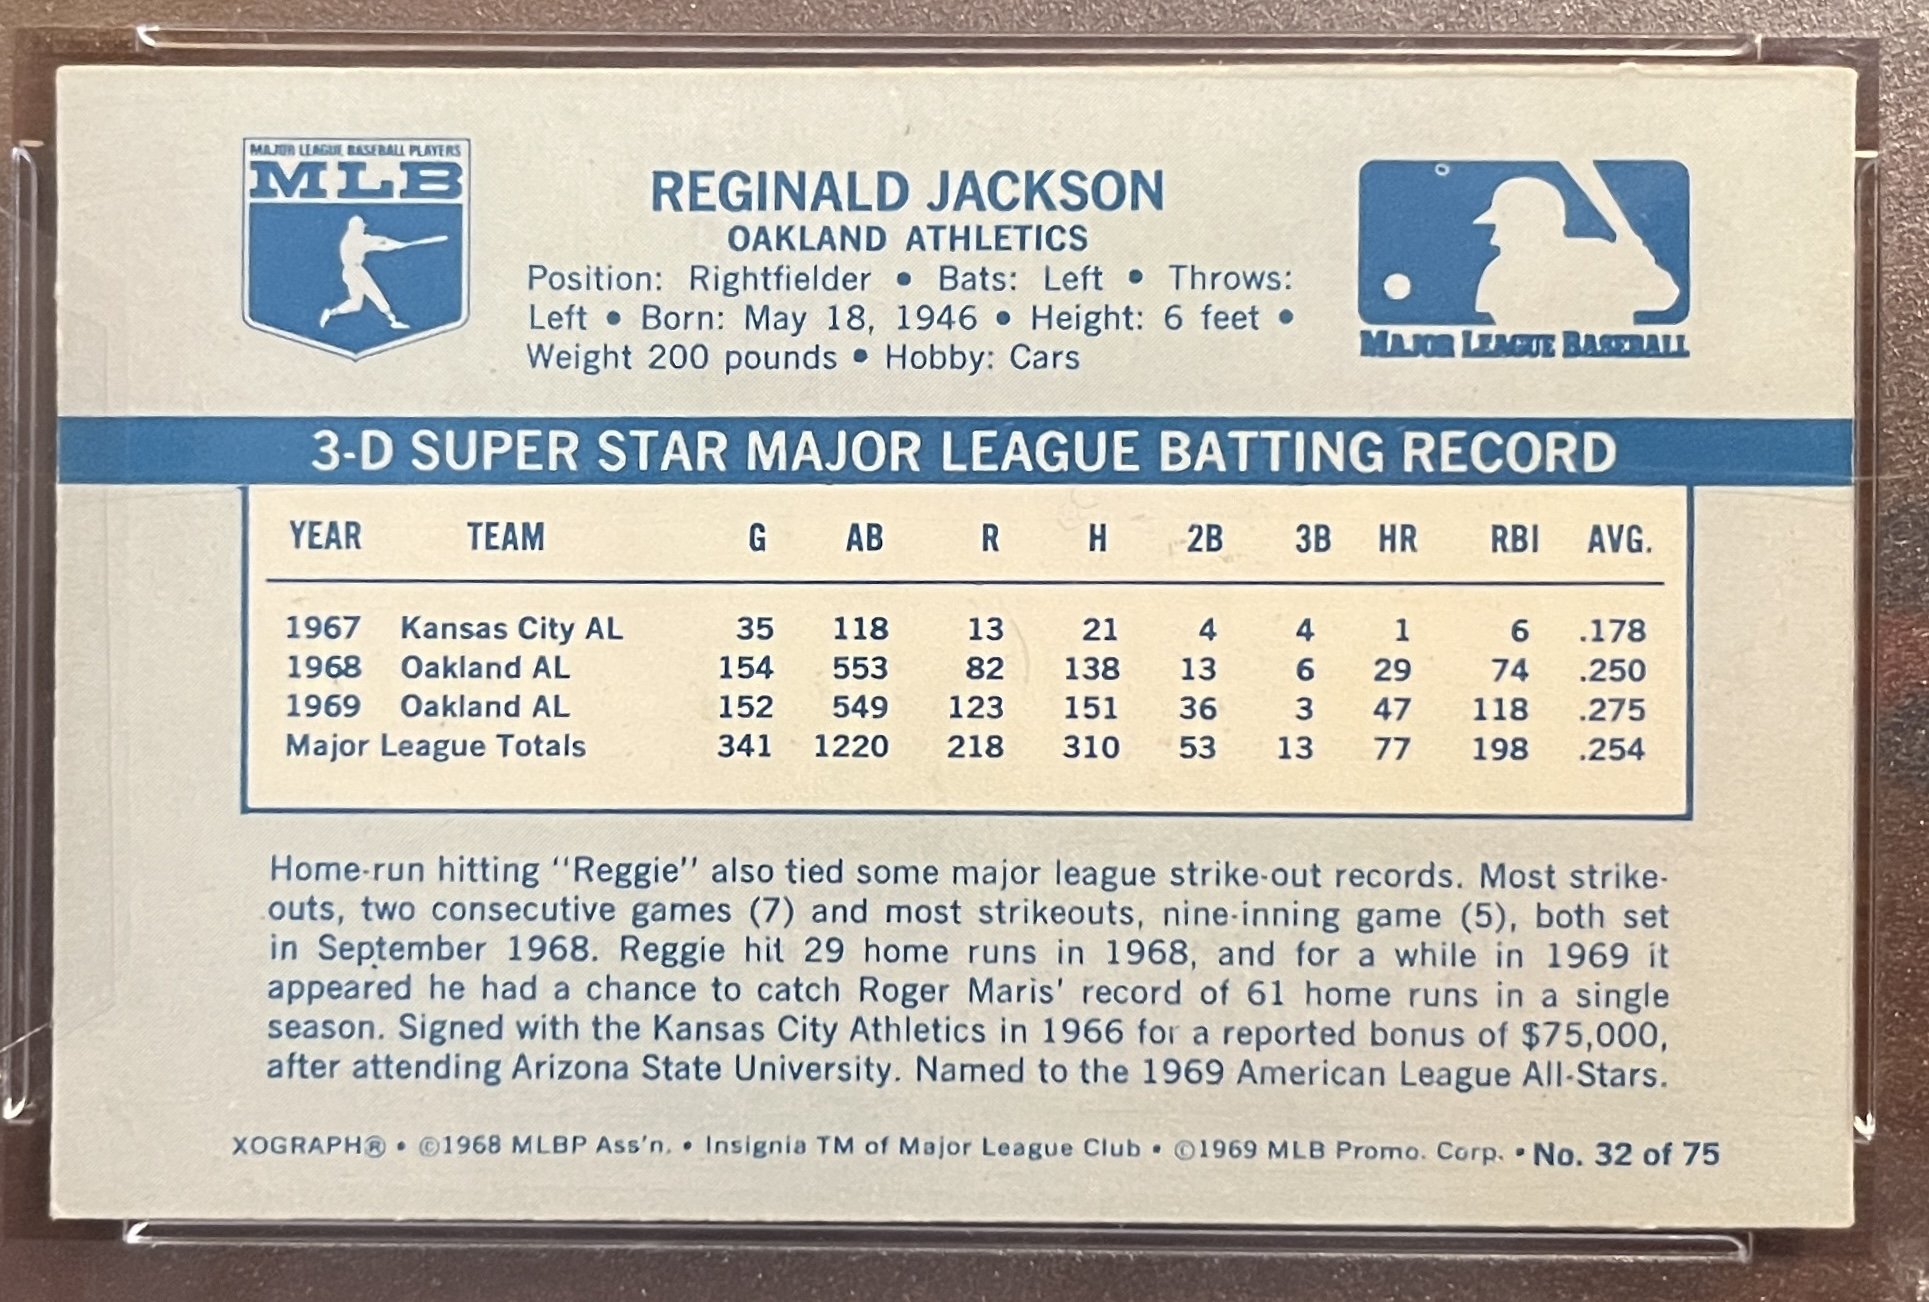 MAJOR LEAGUE BASEBALL PLAYERS
MLB
REGINALD JACKSON
OAKLAND ATHLETICS
Position: Rightfielder • Bats: Left • Throws:
Left • Born: May 18, 1946 • Height: 6 feet •
Weight 200 pounds • Hobby: Cars
MAJOR LEAGUE BASEBALL
3-D SUPER STAR MAJOR LEAGUE BATTING RECORD
YEAR TEAM G AB R H 2B 3B HR RBI AVG.
1967 Kansas City AL 35 118 13 21 4 4 1 6 .178
1968 Oakland AL 154 553 82 138 13 6 29 74 .250
1969 Oakland AL 152 549 123 151 36 3 47 118 .275
Major League Totals 341 1220 218 310 53 13 77 198 .254
Home-run hitting "Reggie" also tied some major league strike-out records. Most strike-
outs, two consecutive games (7) and most strikeouts, nine-inning game (5), both set
in September 1968. Reggie hit 29 home runs in 1968, and for a while in 1969 it
appeared he had a chance to catch Roger Maris' record of 61 home runs in a single
season. Signed with the Kansas City Athletics in 1966 for a reported bonus of $75,000,
after attending Arizona State University. Named to the 1969 American League All-Stars.
XOGRAPH® • ©1968 MLBP Ass'n. • Insignia TM of Major League Club • ©1969 MLB Promo. Corp. • No. 32 of 75